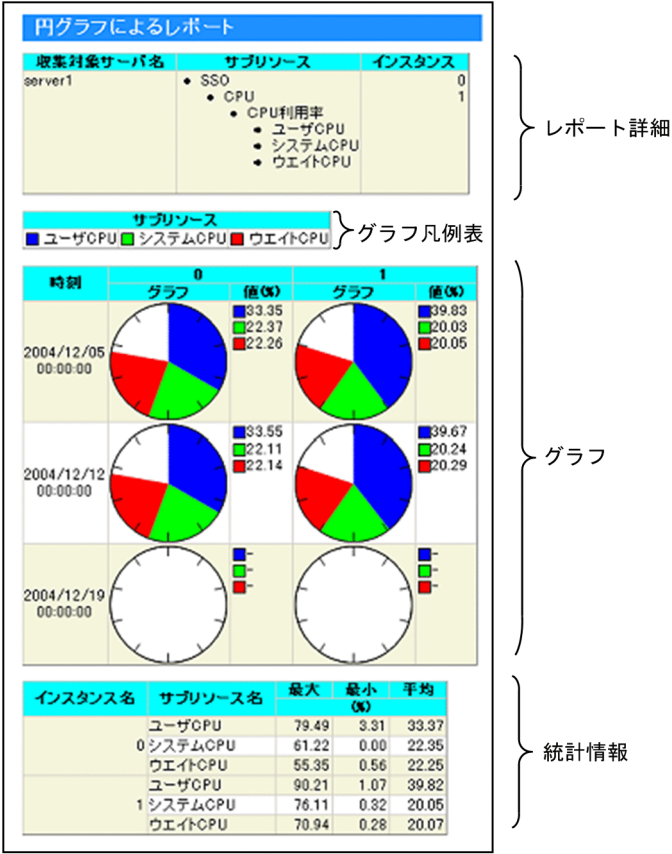 円グラフによるレポート
収集対象サーバ名 サブリソース インスタンス
server1 ● SSO 0
● CPU 1
● CPU利用率
● ユーザCPU
● システムCPU
● ウエイトCPU
レポート詳細
サブリソース
ユーザCPU システムCPU ウエイトCPU
グラフ凡例表
時刻 0 1
グラフ 値(%) グラフ 値(%)
2004/12/05 00:00:00
33.35
22.37
22.26
39.83
20.03
20.05
2004/12/12 00:00:00
33.55
22.11
22.14
39.67
20.24
20.29
2004/12/19 00:00:00
-
-
-
-
-
-
グラフ
インスタンス名 サブリソース名 最大 最小 平均
(%)
0 ユーザCPU 79.49 3.31 33.37
システムCPU 61.22 0.00 22.35
ウエイトCPU 55.35 0.56 22.25
1 ユーザCPU 90.21 1.07 39.82
システムCPU 76.11 0.32 20.05
ウエイトCPU 70.94 0.28 20.07
統計情報